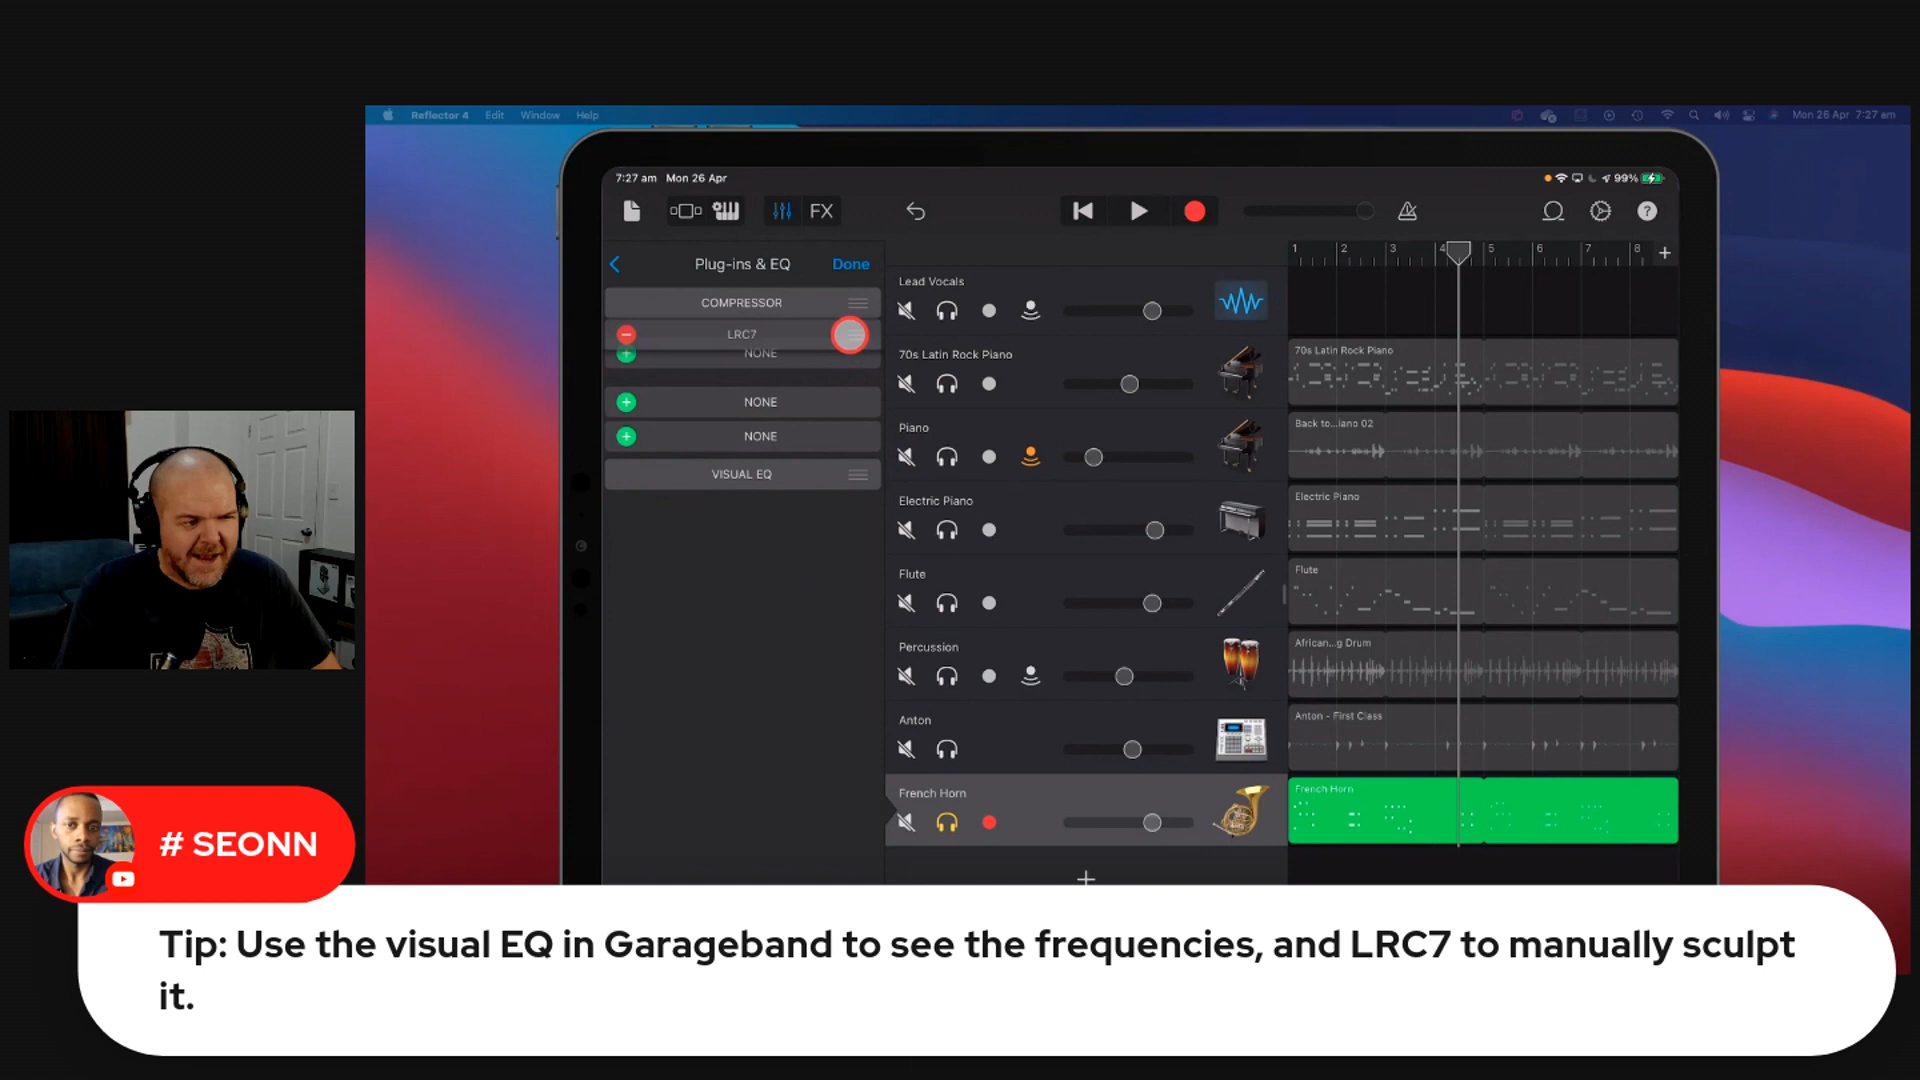 Reflector 4 Edit Window Help
Mon 26 Apr 7:27 am
7:27 am Mon 26 Apr
99%
FX
Plug-ins & EQ
Done
COMPRESSOR
LRC7
NONE
NONE
NONE
VISUAL EQ
1 2 3 4 5 6 7 8
Lead Vocals
70s Latin Rock Piano
70s Latin Rock Piano
Piano
Back to...iano 02
Electric Piano
Electric Piano
Flute
Flute
Percussion
African...g Drum
Anton
Anton - First Class
French Horn
French Horn
# SEONN
Tip: Use the visual EQ in Garageband to see the frequencies, and LRC7 to manually sculpt
it.